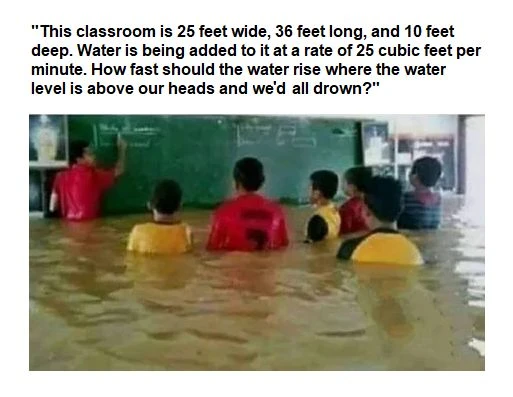 "This classroom is 25 feet wide, 36 feet long, and 10 feet
deep. Water is being added to it at a rate of 25 cubic feet per
minute. How fast should the water rise where the water
level is above our heads and we'd all drown?"